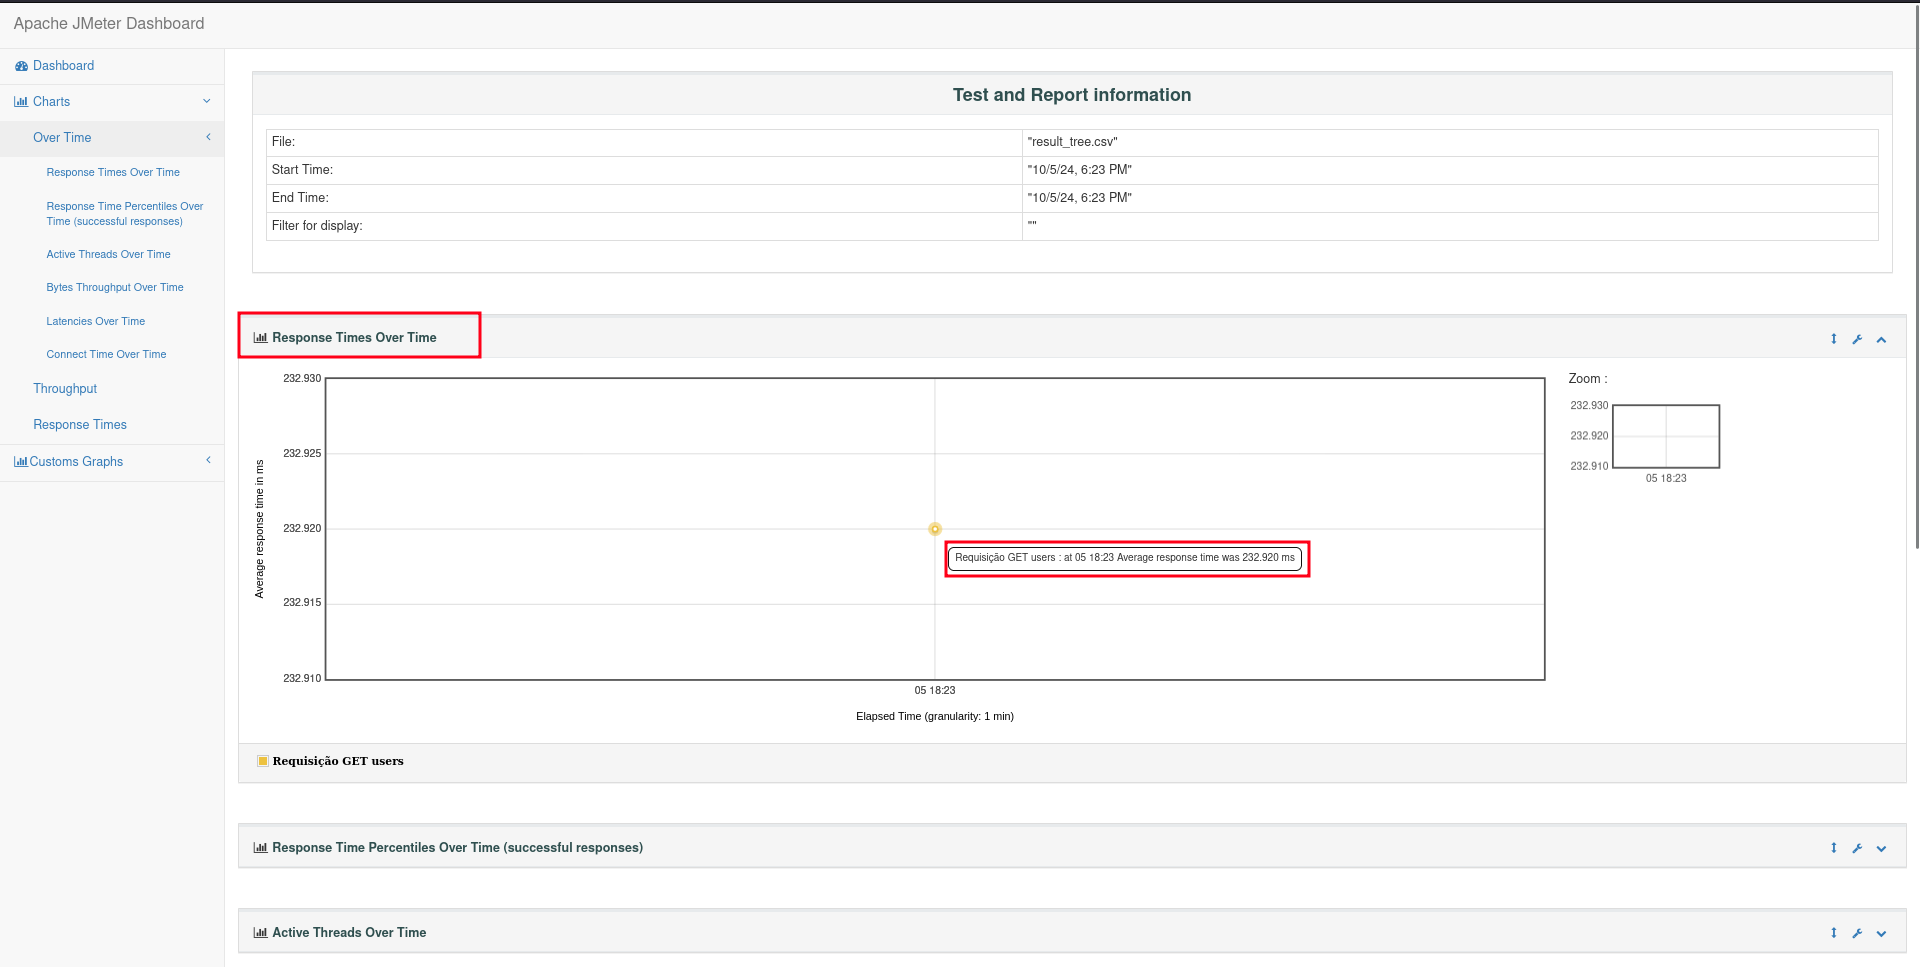 Apache JMeter Dashboard
Dashboard
Charts
Over Time
Response Times Over Time
Response Time Percentiles Over
Time (successful responses)
Active Threads Over Time
Bytes Throughput Over Time
Latencies Over Time
Connect Time Over Time
Throughput
Response Times
Customs Graphs
Test and Report information
File: "result_tree.csv"
Start Time: "10/5/24, 6:23 PM"
End Time: "10/5/24, 6:23 PM"
Filter for display: ""
Response Times Over Time
Average response time in ms
232.930
232.925
232.920
232.915
232.910
Requisição GET users : at 05 18:23 Average response time was 232.920 ms
05 18:23
Elapsed Time (granularity: 1 min)
Zoom :
232.930
232.920
232.910
05 18:23
Requisição GET users
Response Time Percentiles Over Time (successful responses)
Active Threads Over Time